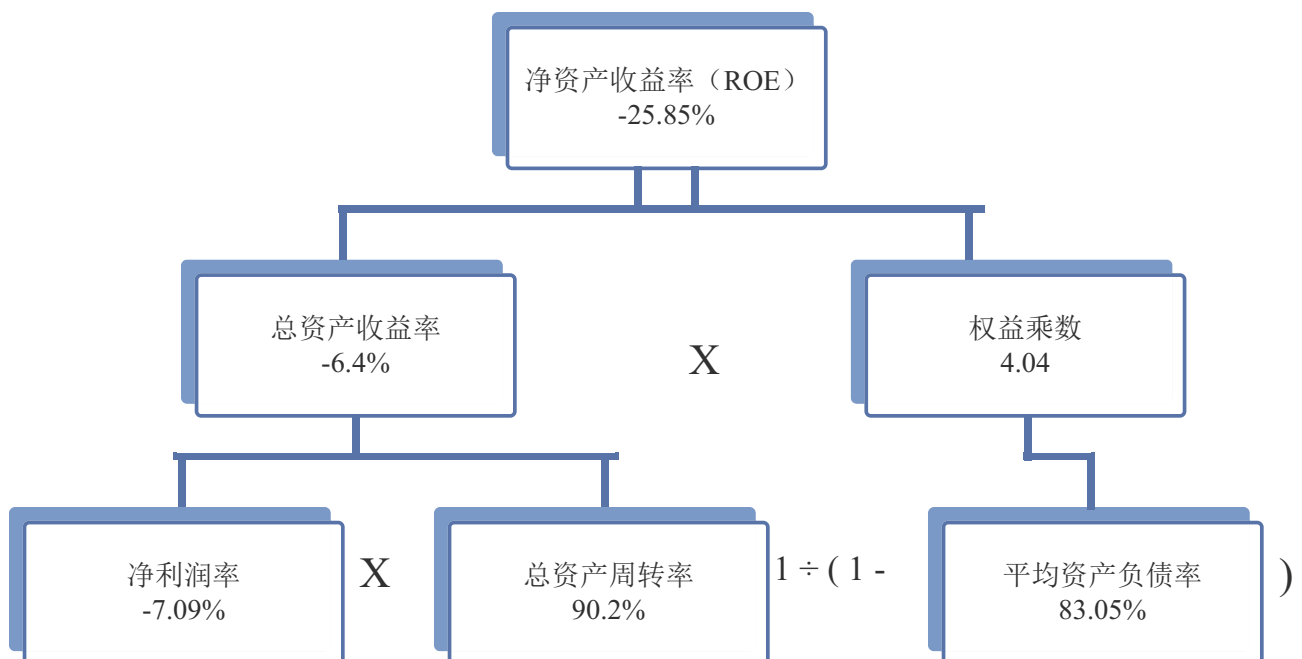 净资产收益率（ROE）
-25.85%
总资产收益率
-6.4%
X
权益乘数
4.04
净利润率
-7.09%
X
总资产周转率
90.2%
1 ÷ ( 1 -
平均资产负债率
83.05%
)